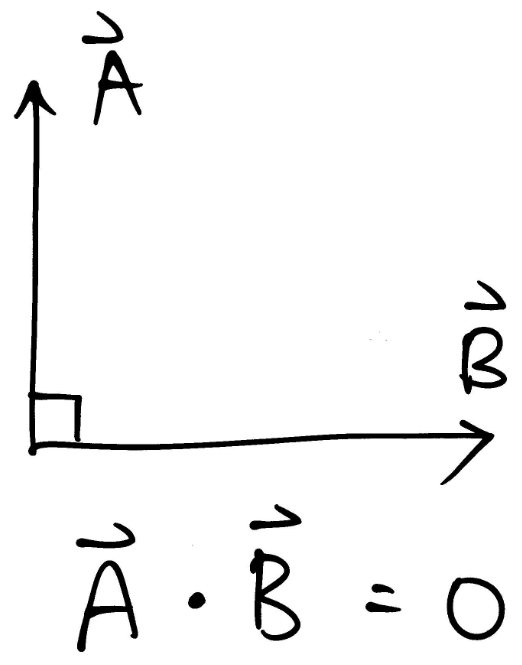 A⃗
B⃗
A⃗ · B⃗ = 0